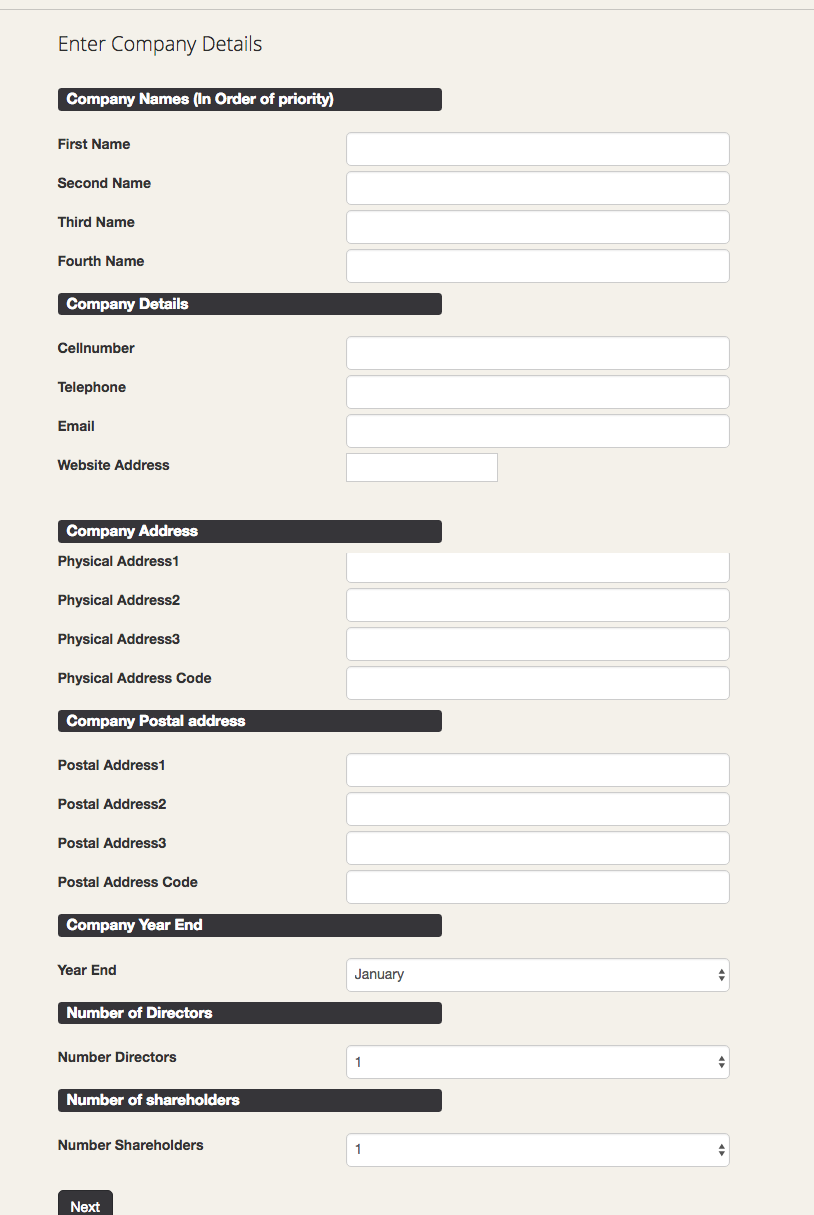 Enter Company Details
Company Names (In Order of priority)
First Name
Second Name
Third Name
Fourth Name
Company Details
Cellnumber
Telephone
Email
Website Address
Company Address
Physical Address1
Physical Address2
Physical Address3
Physical Address Code
Company Postal address
Postal Address1
Postal Address2
Postal Address3
Postal Address Code
Company Year End
Year End January
Number of Directors
Number Directors 1
Number of shareholders
Number Shareholders 1
Next